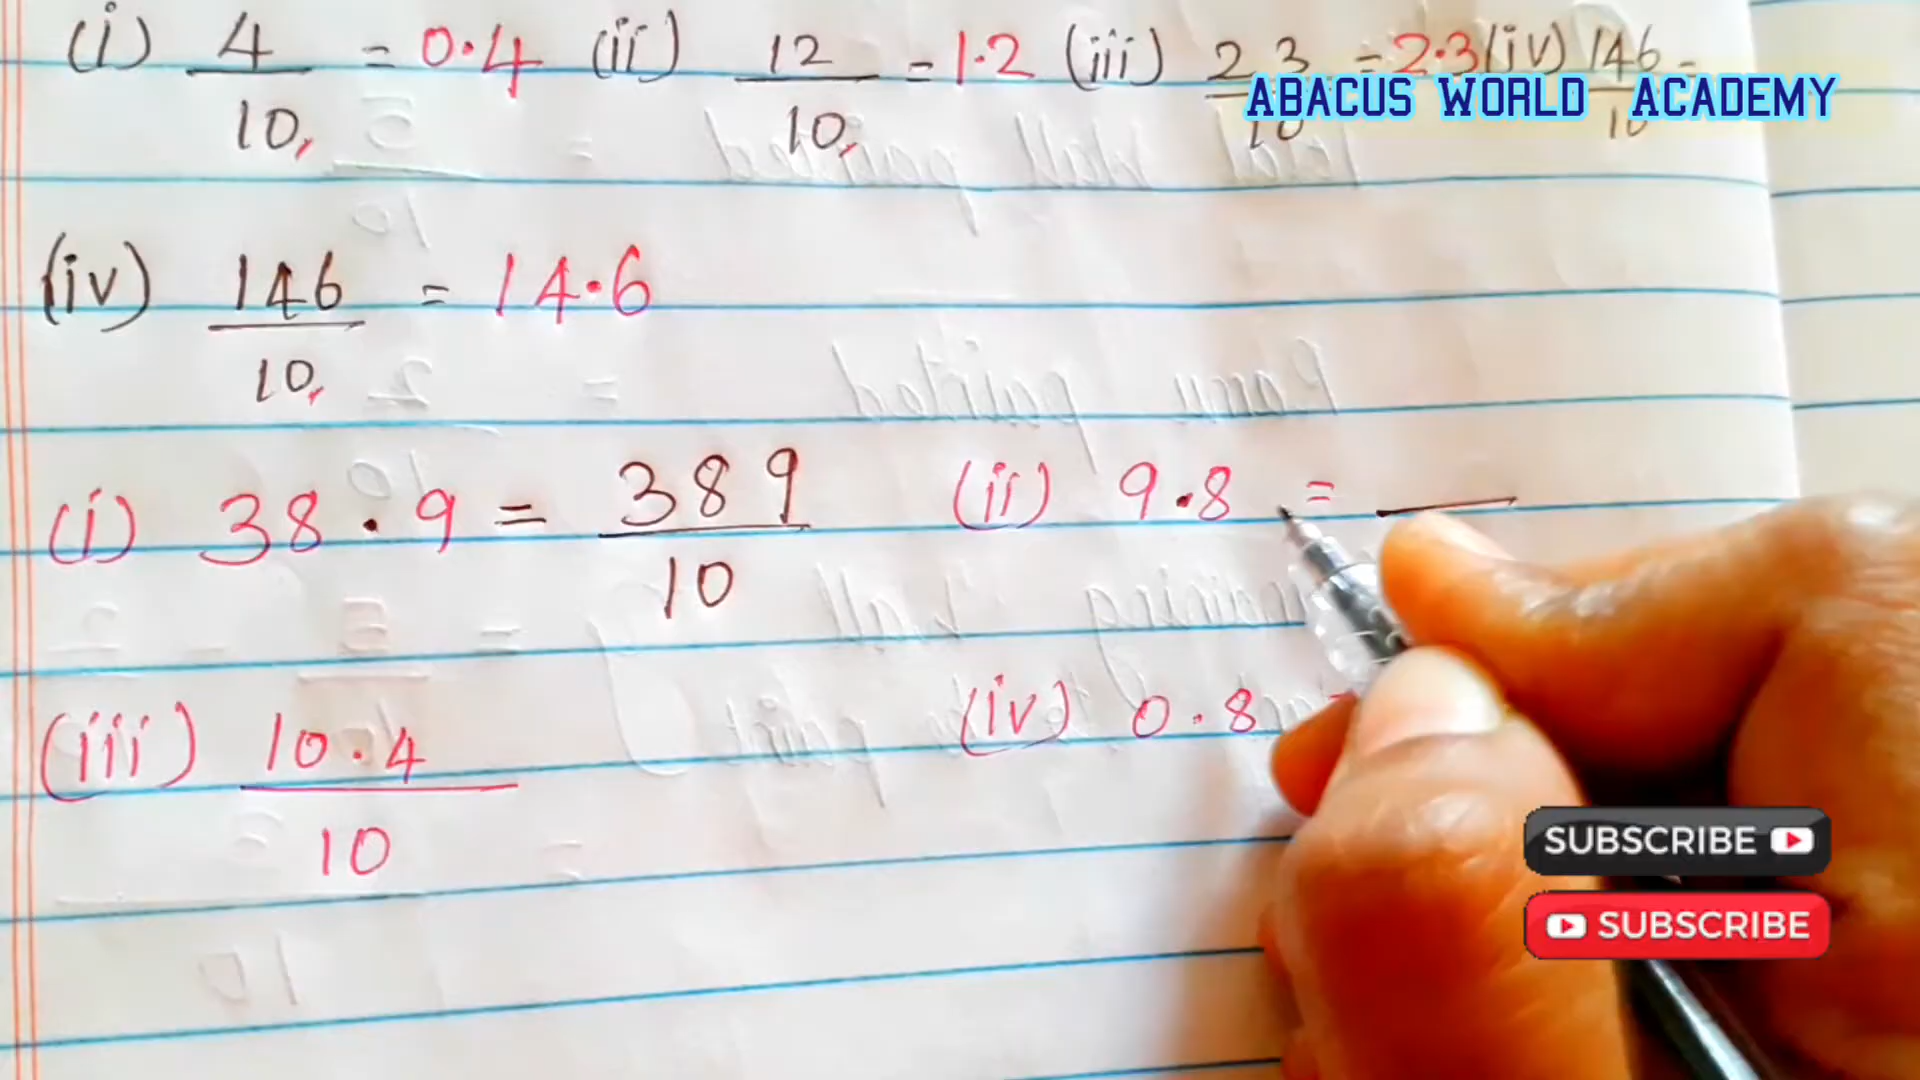 (i) 4/10, = 0.4 (ii) 12/10, = 1.2 (iii) 23/10 = 2.3 (iv) 146/10 =
ABACUS WORLD ACADEMY
(iv) 146/10, = 14.6
(i) 38.9 = 389/10 (ii) 9.8 =
(iii) 10.4/10 (iv) 0.8
SUBSCRIBE
SUBSCRIBE